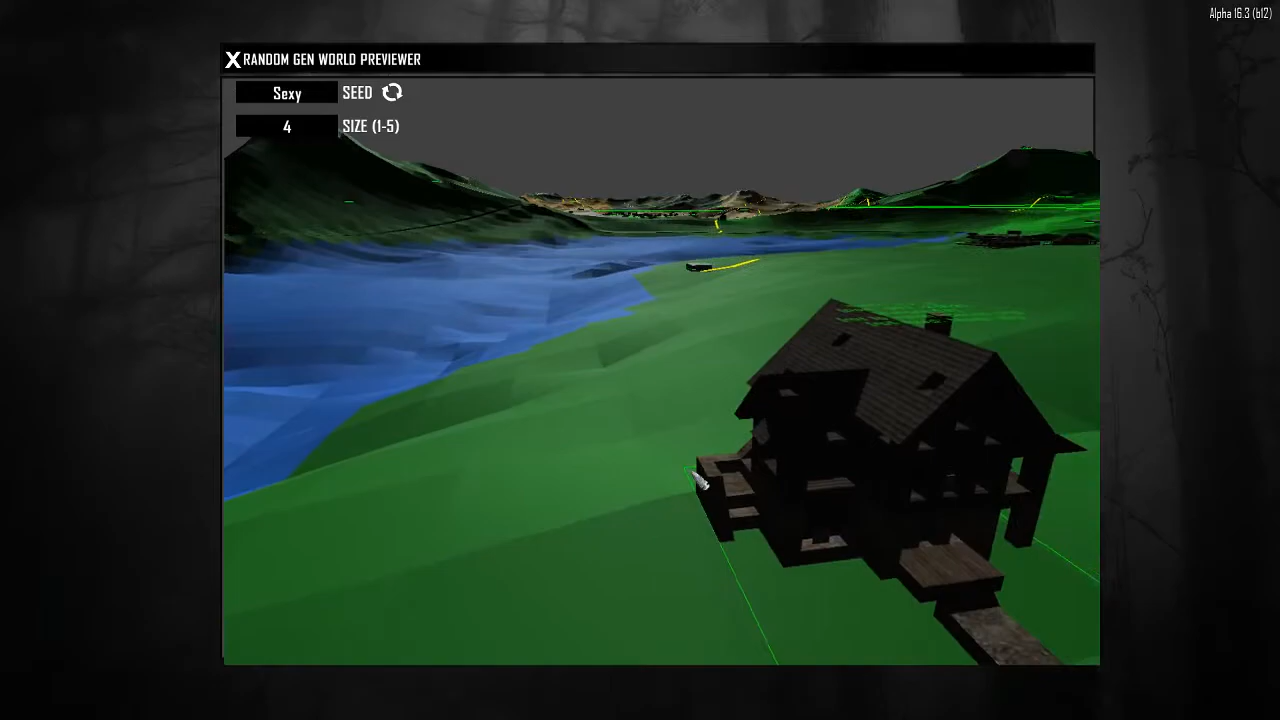 Alpha 16.3 (b12)
X RANDOM GEN WORLD PREVIEWER
Sexy SEED
4 SIZE (1-5)